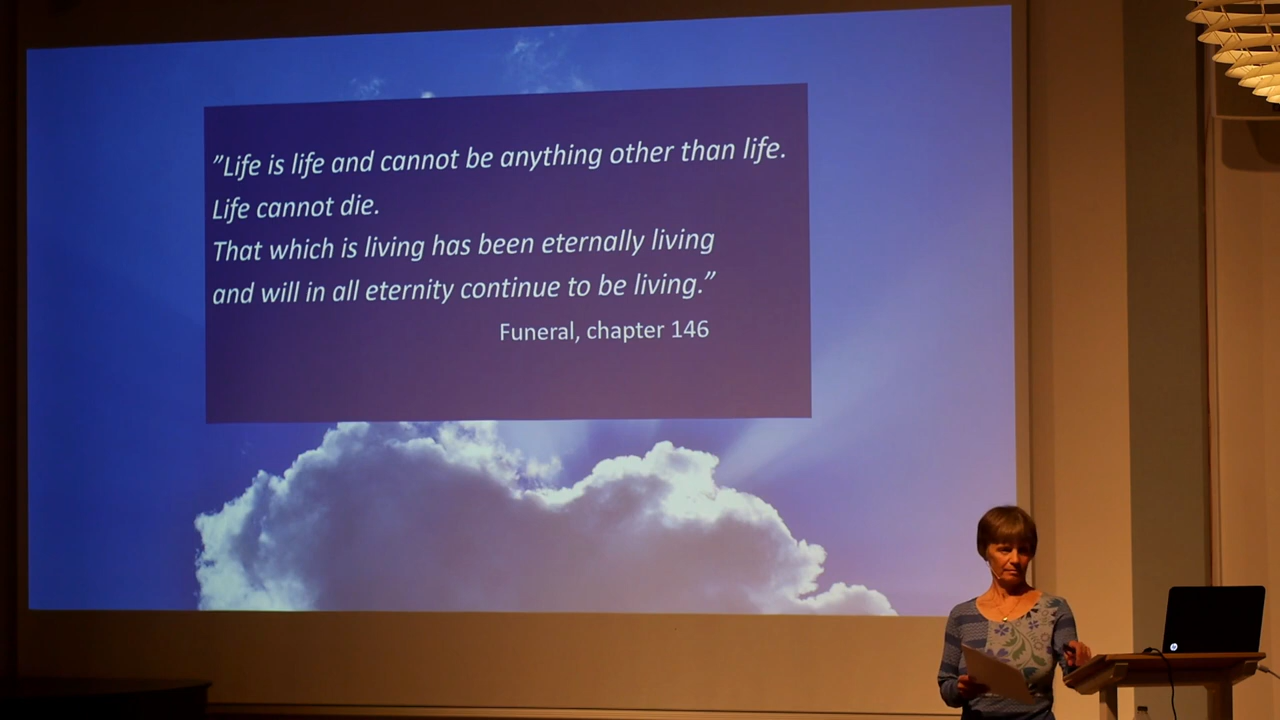 ”Life is life and cannot be anything other than life.
Life cannot die.
That which is living has been eternally living
and will in all eternity continue to be living.”
Funeral, chapter 146
hp